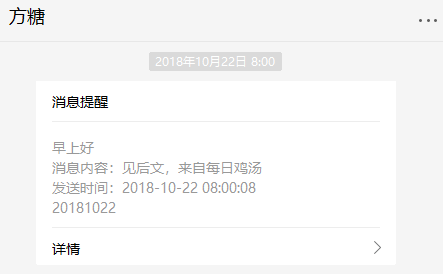 方糖
2018年10月22日 8:00
消息提醒
早上好
消息内容：见后文，来自每日鸡汤
发送时间：2018-10-22 08:00:08
20181022
详情